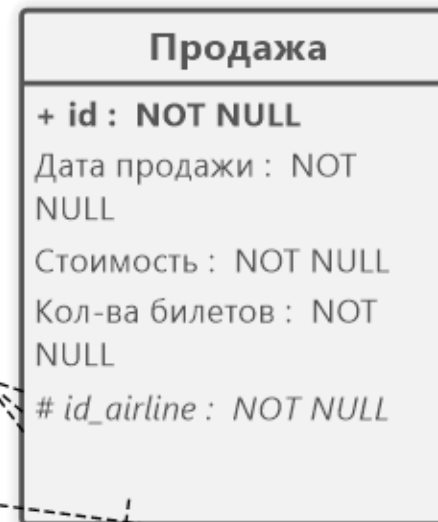 Продажа
+ id : NOT NULL
Дата продажи : NOT
NULL
Стоимость : NOT NULL
Кол-ва билетов : NOT
NULL
# id_airline : NOT NULL